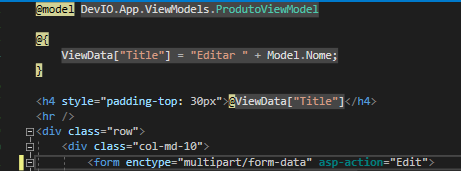 @model DevIO.App.ViewModels.ProdutoViewModel
@{
ViewData["Title"] = "Editar " + Model.Nome;
}
<h4 style="padding-top: 30px">@ViewData["Title"]</h4>
<hr />
<div class="row">
<div class="col-md-10">
<form enctype="multipart/form-data" asp-action="Edit">